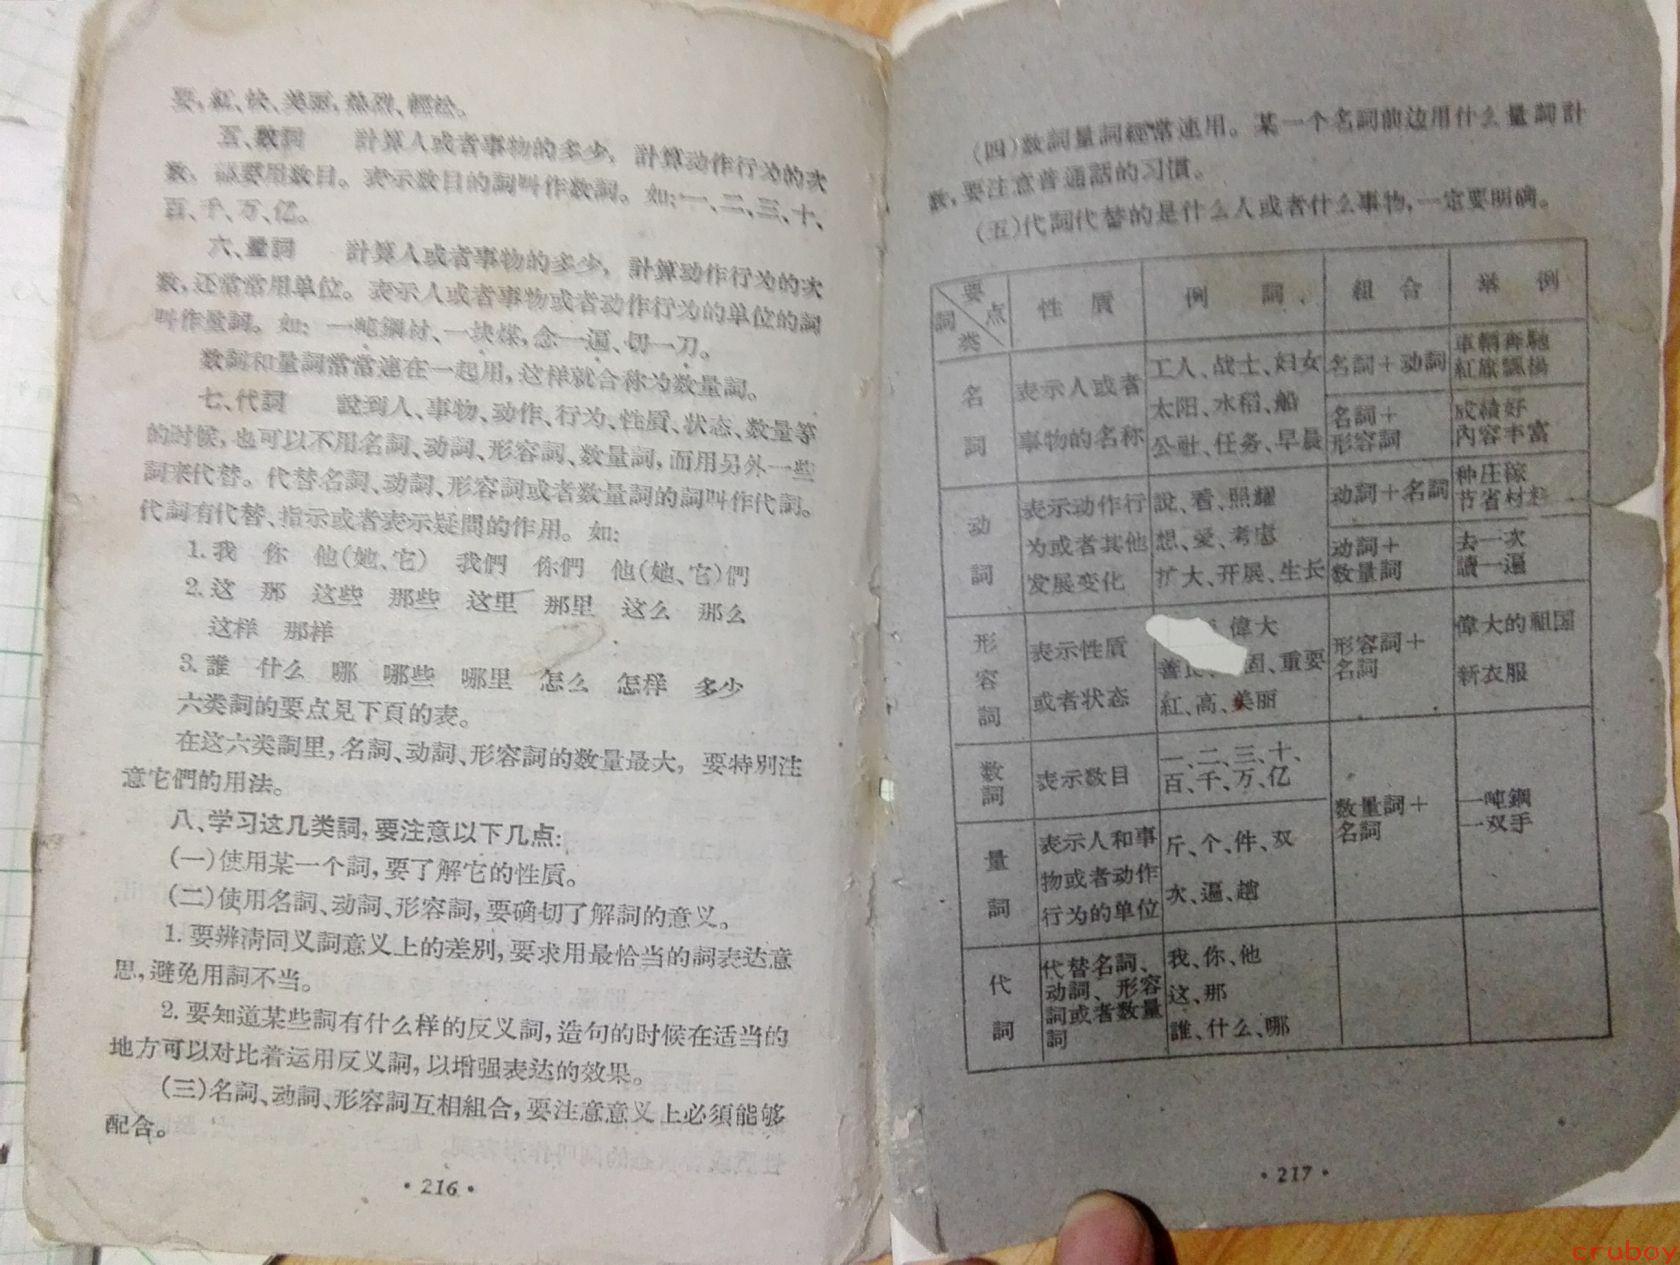 要,紅、快、美丽,热烈、輕松。
五、数詞 計算人或者事物的多少,計算动作行为的次
数,都要用数目。表示数目的詞叫作数詞。如:一、二、三、十、
百、千、万、亿。
六、量詞 計算人或者事物的多少,計算动作行为的次
数,还常常用单位。表示人或者事物或者动作行为的单位的詞
叫作量詞。如:一吨鋼材、一块煤,念一遍、切一刀。
数詞和量詞常常連在一起用,这样就合称为数量詞。
七、代詞 說到人、事物、动作、行为、性质、状态、数量等
的时候,也可以不用名詞、动詞、形容詞、数量詞,而用另外一些
詞来代替。代替名詞、动詞、形容詞或者数量詞的詞叫作代詞。
代詞有代替、指示或者表示疑問的作用。如:
1.我 你 他(她、它) 我們 你們 他(她、它)們
2.这 那 这些 那些 这里 那里 这么 那么
这样 那样
3.誰 什么 哪 哪些 哪里 怎么 怎样 多少
六类詞的要点見下頁的表。
在这六类詞里,名詞、动詞、形容詞的数量最大,要特別注
意它們的用法。
八、学习这几类詞,要注意以下几点:
(一)使用某一个詞,要了解它的性质。
(二)使用名詞、动詞、形容詞,要确切了解詞的意义。
1.要辨清同义詞意义上的差別,要求用最恰当的詞表达意
思,避免用詞不当。
2.要知道某些詞有什么样的反义詞,造句的时候在适当的
地方可以对比着运用反义詞,以增强表达的效果。
(三)名詞、动詞、形容詞互相組合,要注意意义上必須能够
配合。
·216·
(四)数詞量詞經常連用。某一个名詞前边用什么量詞計
数,要注意普通話的习慣。
(五)代詞代替的是什么人或者什么事物,一定要明确。
要点 詞类 性质 例詞 組合 举例
名詞
表示人或者
事物的名称
工人、战士、妇女
太阳、水稻、船
公社、任务、早晨
名詞+动詞
車輛奔馳
紅旗飄揚
名詞+
形容詞
成績好
內容丰富
动詞
表示动作行
为或者其他
发展变化
說、看、照耀
想、爱、考虑
扩大、开展、生长
动詞+名詞
种庄稼
节省材料
动詞+
数量詞
去一次
讀一遍
形容詞
表示性质
或者状态
偉大
善良、 固、重要
紅、高、美丽
形容詞+
名詞
偉大的祖国
新衣服
数詞
表示数目
一、二、三、十、
百、千、万、亿
量詞
表示人和事
物或者动作
行为的单位
斤、个、件、双
次、遍、趟
数量詞+
名詞
一吨鋼
一双手
代詞
代替名詞、
动詞、形容
詞或者数量
詞
我、你、他
这、那
誰、什么、哪
·217·
cruboy